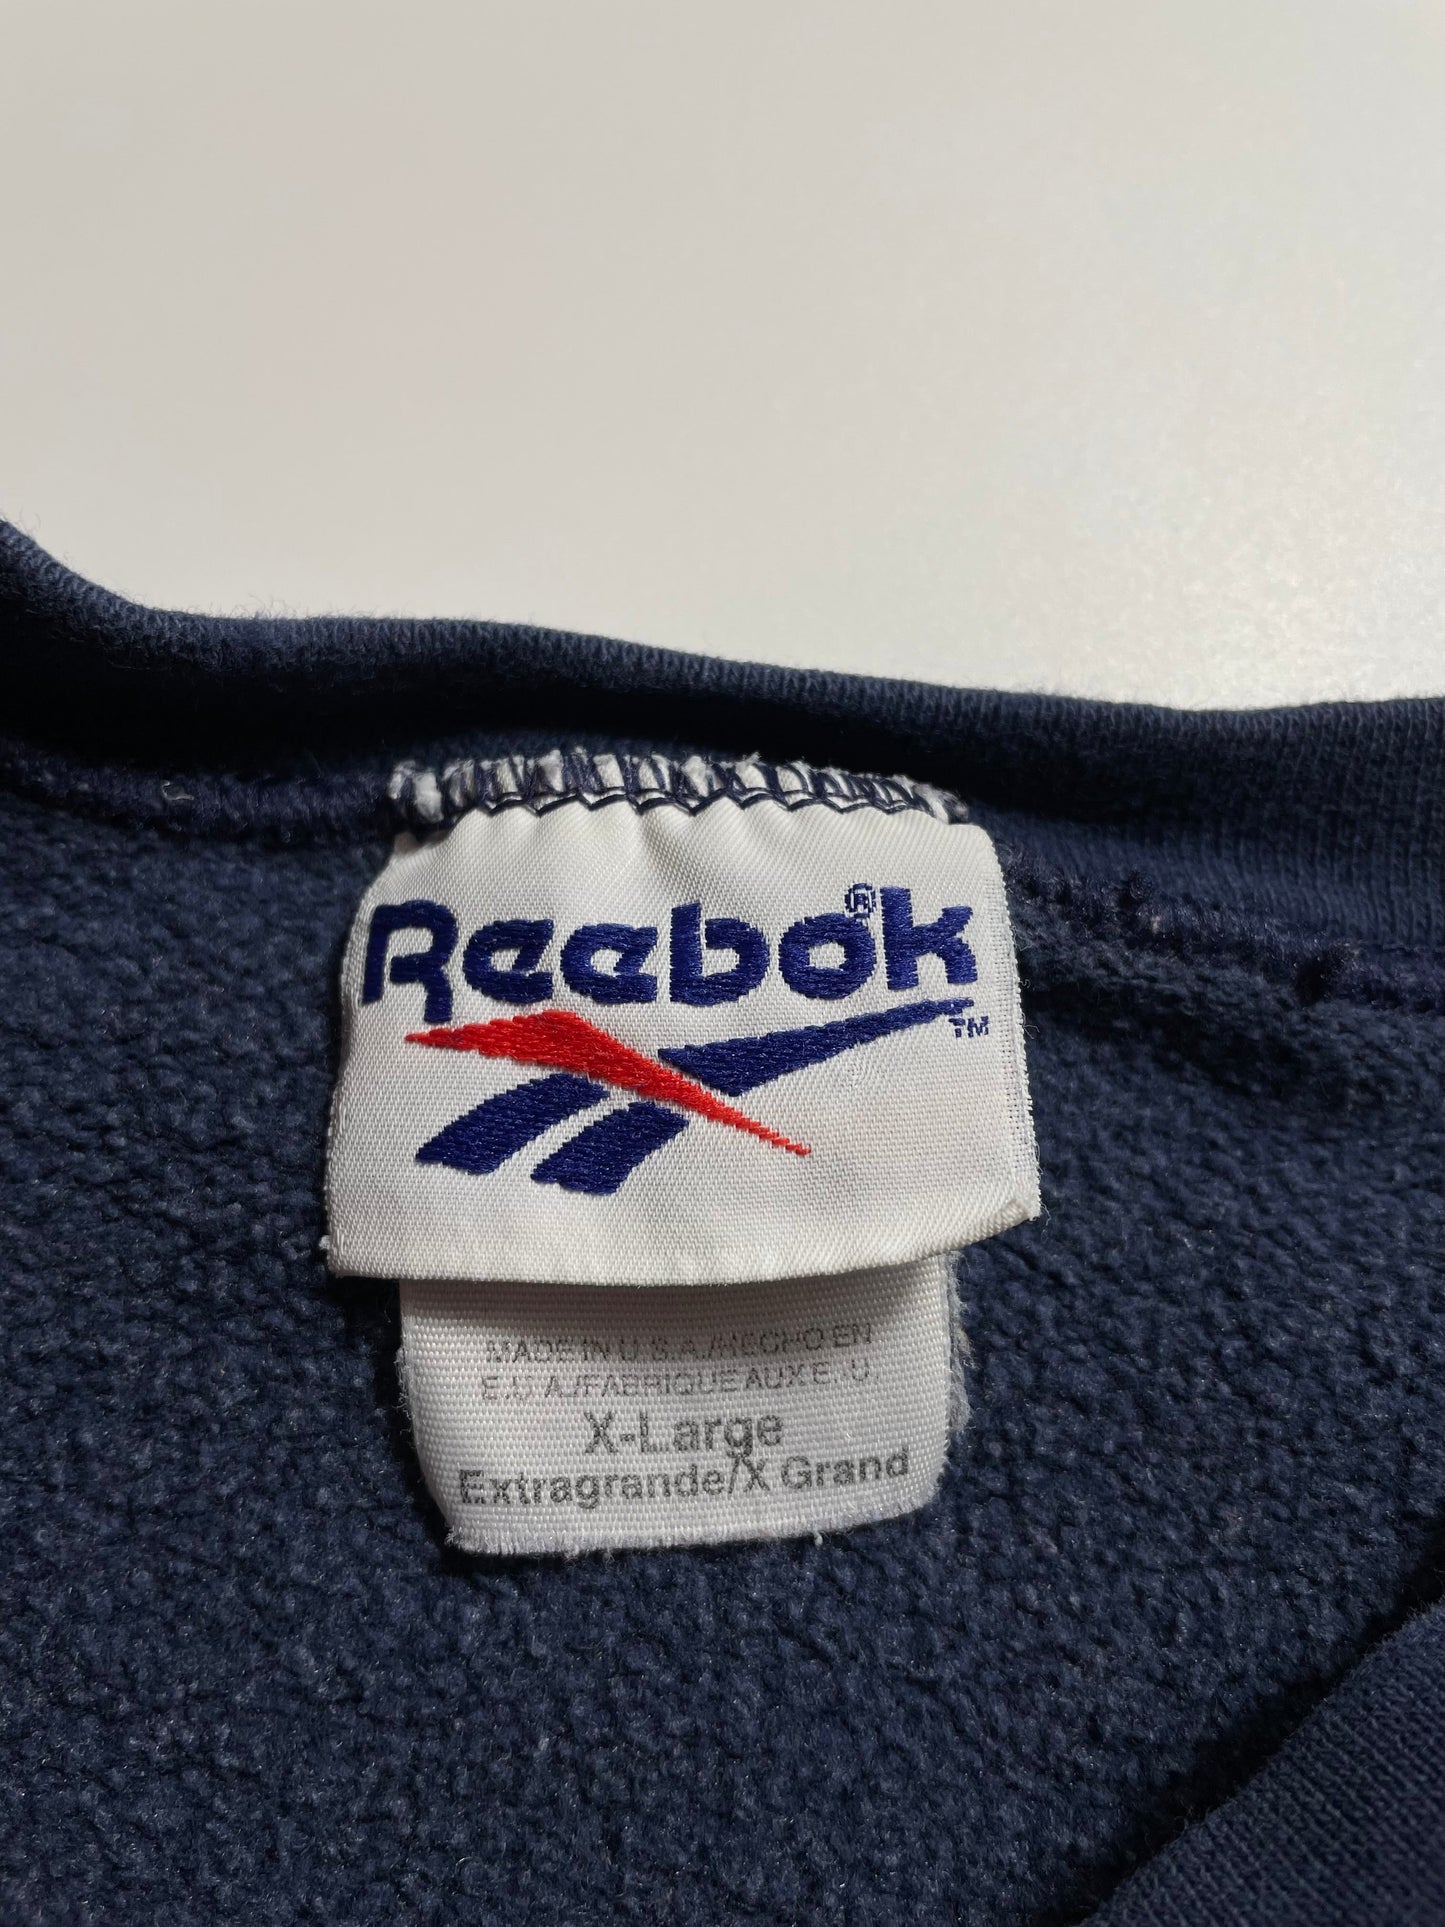 Reebok®
TM
MADE IN U.S.A./HECHO EN
E.U A./FABRIQUE AUX E. U
X-Large
Extragrande/X Grand